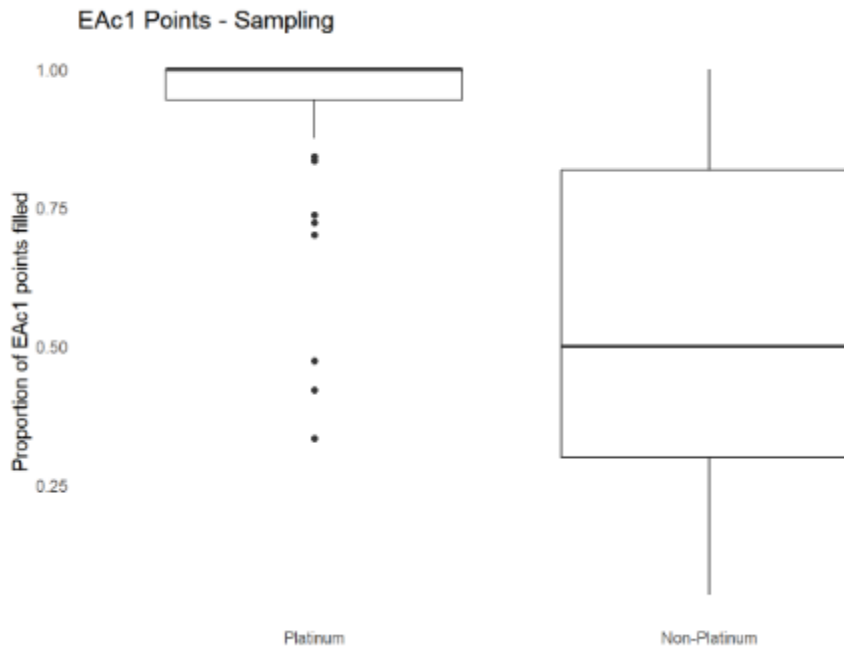 EAc1 Points - Sampling
Proportion of EAc1 points filled
1.00
0.75
0.50
0.25
Platinum
Non-Platinum